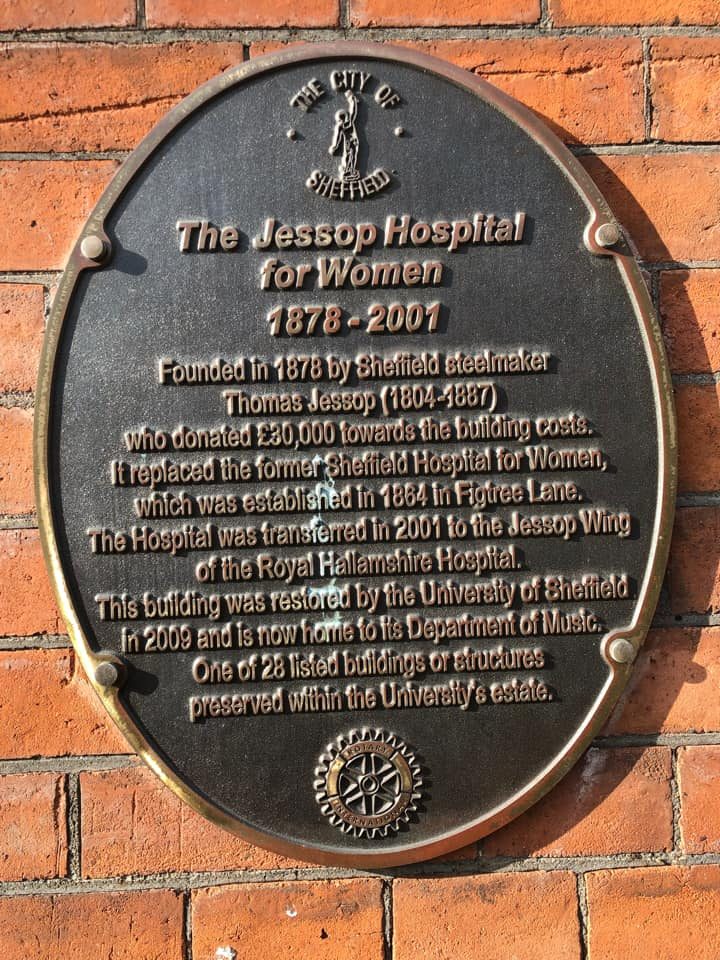 THE CITY OF
SHEFFIELD
The Jessop Hospital
for Women
1878 - 2001
Founded in 1878 by Sheffield steelmaker
Thomas Jessop (1804-1887)
who donated £30,000 towards the building costs.
It replaced the former Sheffield Hospital for Women,
which was established in 1864 in Figtree Lane.
The Hospital was transferred in 2001 to the Jessop Wing
of the Royal Hallamshire Hospital.
This building was restored by the University of Sheffield
in 2009 and is now home to its Department of Music.
One of 28 listed buildings or structures
preserved within the University's estate.
ROTARY
INTERNATIONAL